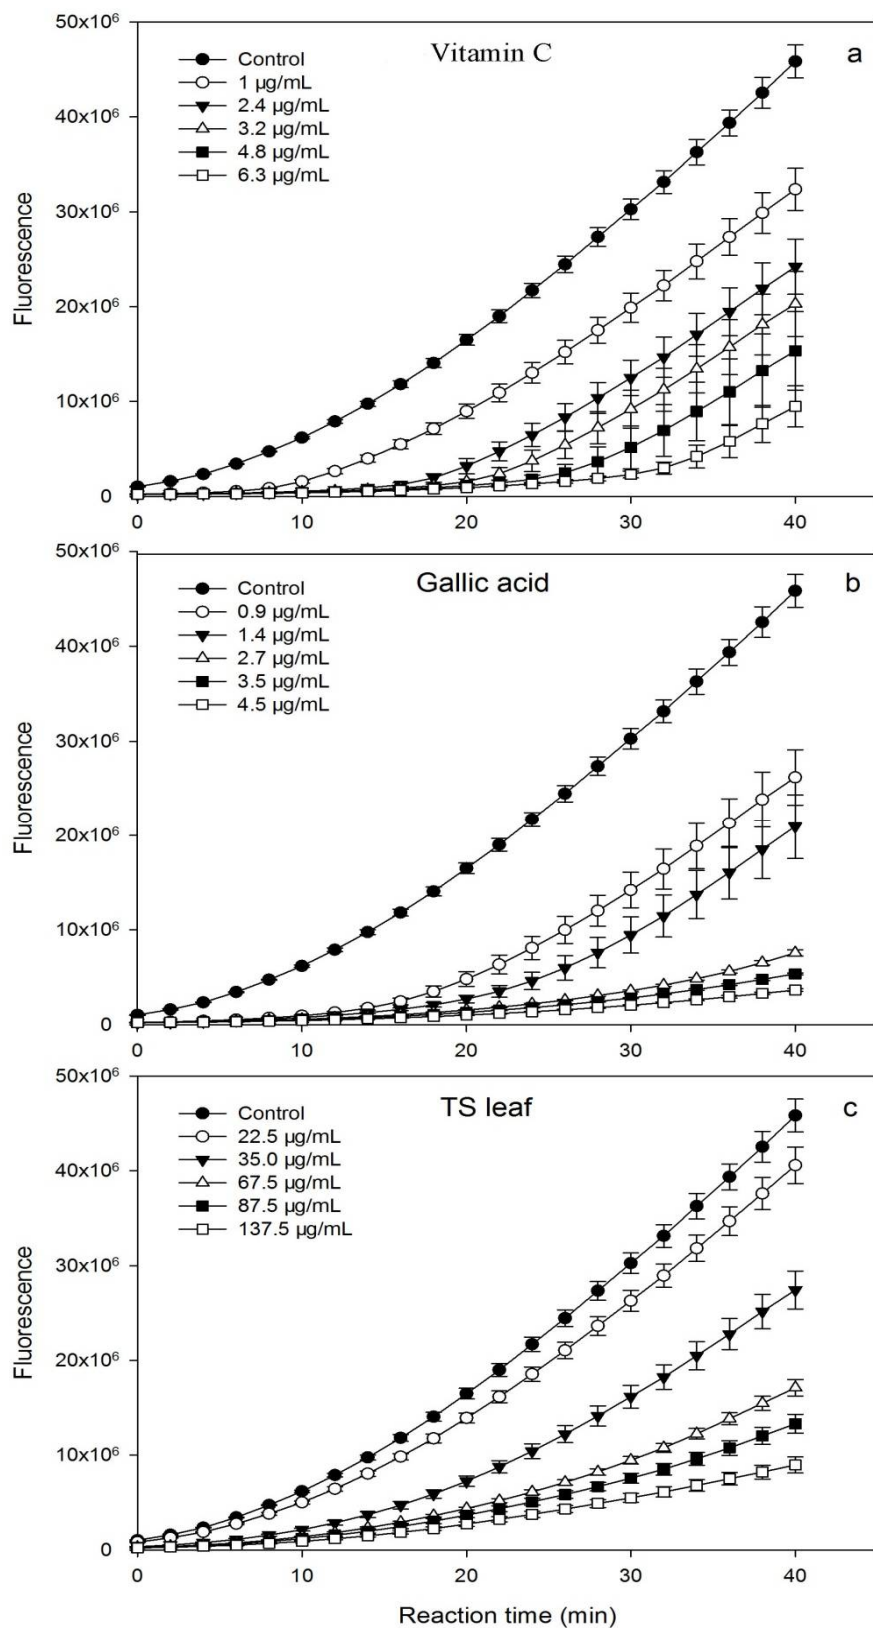 50x10⁶
Vitamin C
a
Control
1 µg/mL
2.4 µg/mL
3.2 µg/mL
4.8 µg/mL
6.3 µg/mL
40x10⁶
30x10⁶
20x10⁶
10x10⁶
0
Fluorescence
0 10 20 30 40
50x10⁶
Gallic acid
b
Control
0.9 µg/mL
1.4 µg/mL
2.7 µg/mL
3.5 µg/mL
4.5 µg/mL
40x10⁶
30x10⁶
20x10⁶
10x10⁶
0
Fluorescence
0 10 20 30 40
50x10⁶
TS leaf
c
Control
22.5 µg/mL
35.0 µg/mL
67.5 µg/mL
87.5 µg/mL
137.5 µg/mL
40x10⁶
30x10⁶
20x10⁶
10x10⁶
0
Fluorescence
0 10 20 30 40
Reaction time (min)